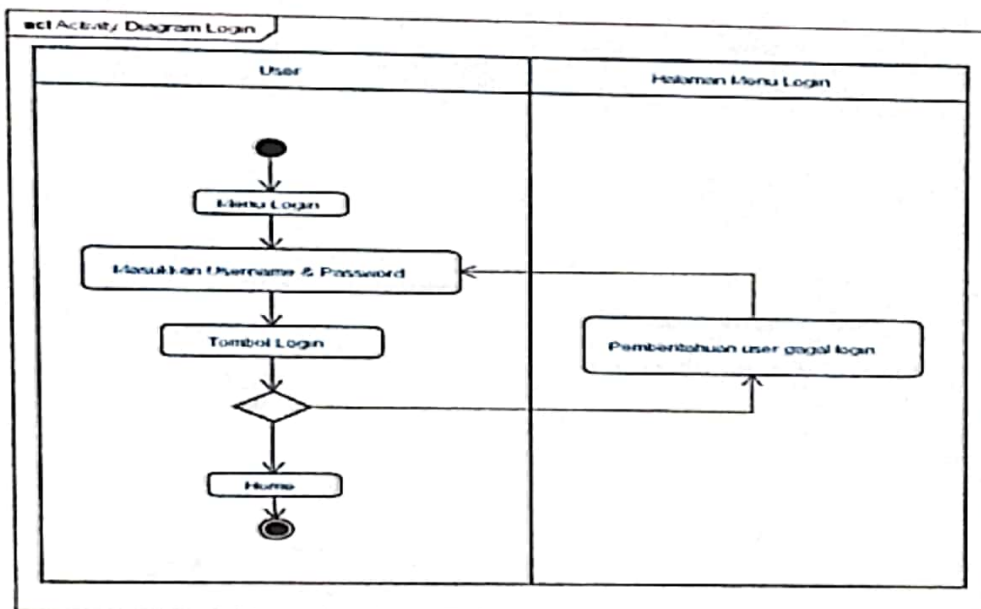 act Activity Diagram Login
User
Halaman Menu Login
Menu Login
Masukkan Username & Password
Tombol Login
Pemberitahuan user gagal login
Home